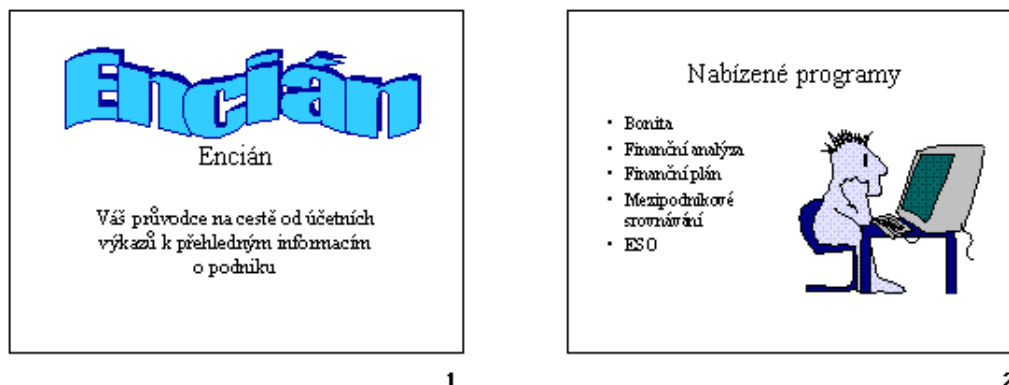 Encián
Encián
Váš průvodce na cestě od účetních
výkazů k přehledným informacím
o podniku
1
Nabízené programy
• Bonita
• Finanční analýza
• Finanční plán
• Mezipodnikové
srovnávání
• ESO
2